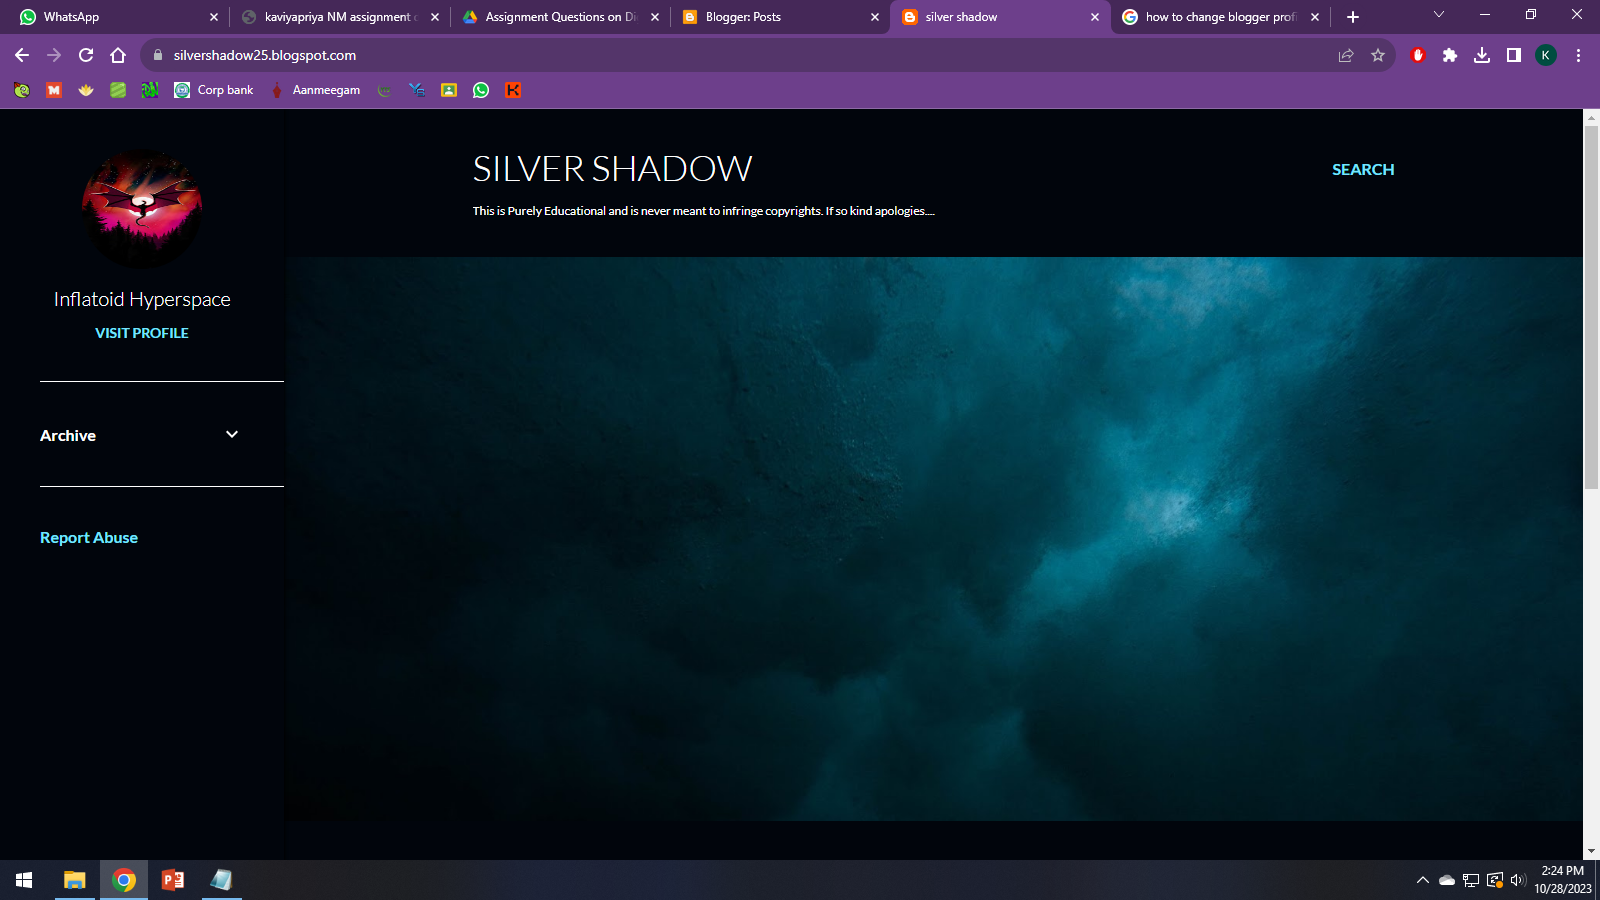 WhatsApp
kaviyapriya NM assignment
Assignment Questions on Di
Blogger: Posts
silver shadow
how to change blogger prof
silvershadow25.blogspot.com
K
M
Corp bank
Aanmeegam
SILVER SHADOW
SEARCH
This is Purely Educational and is never meant to infringe copyrights. If so kind apologies....
Inflatoid Hyperspace
VISIT PROFILE
Archive
Report Abuse
2:24 PM
10/28/2023